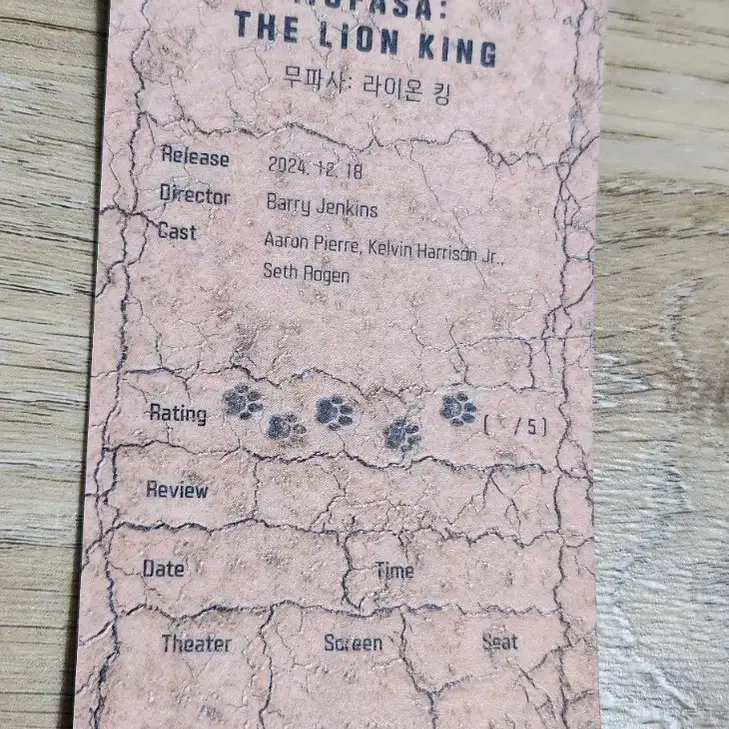 MUFASA:
THE LION KING
무파사: 라이온 킹
Release 2024. 12. 18
Director Barry Jenkins
Cast Aaron Pierre, Kelvin Harrison Jr.,
Seth Rogen
Rating ( / 5 )
Review
Date Time
Theater Screen Seat